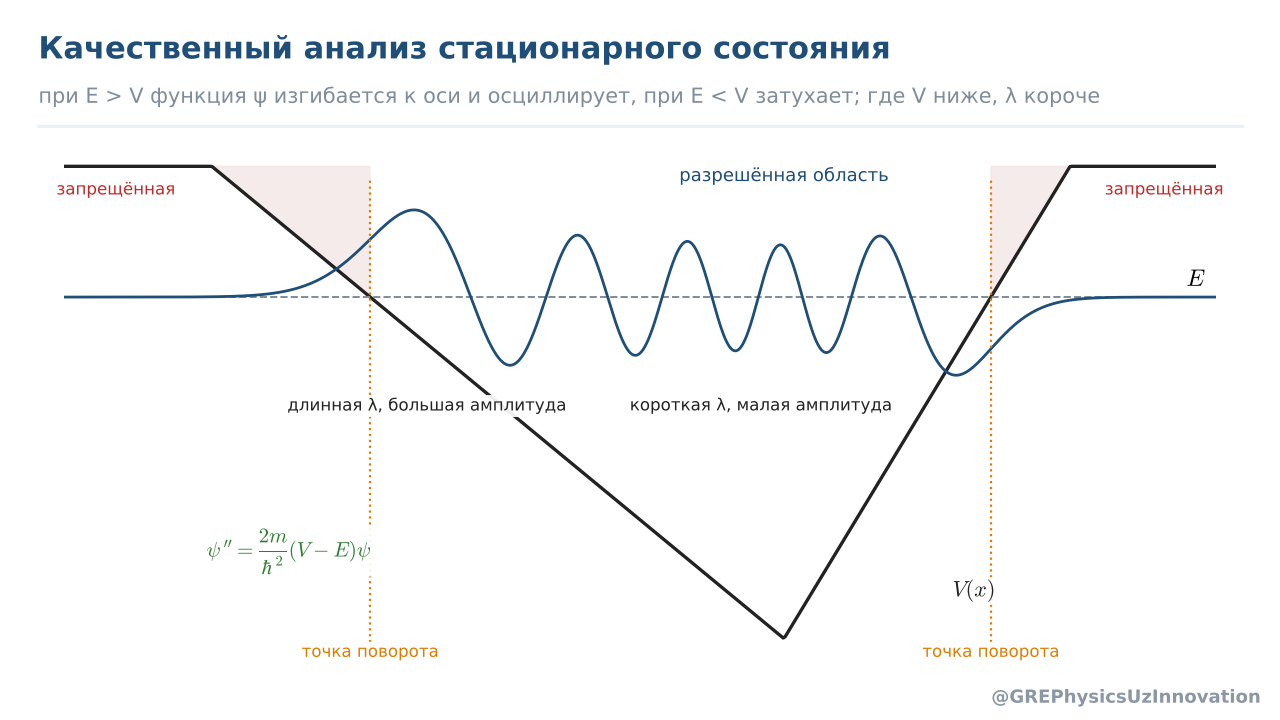 Качественный анализ стационарного состояния
при E > V функция ψ изгибается к оси и осциллирует, при E < V затухает; где V ниже, λ короче
разрешённая область
запрещённая
запрещённая
E
длинная λ, большая амплитуда
короткая λ, малая амплитуда
ψ″ = 2m/ħ² (V − E)ψ
V(x)
точка поворота
точка поворота
@GREPhysicsUzInnovation